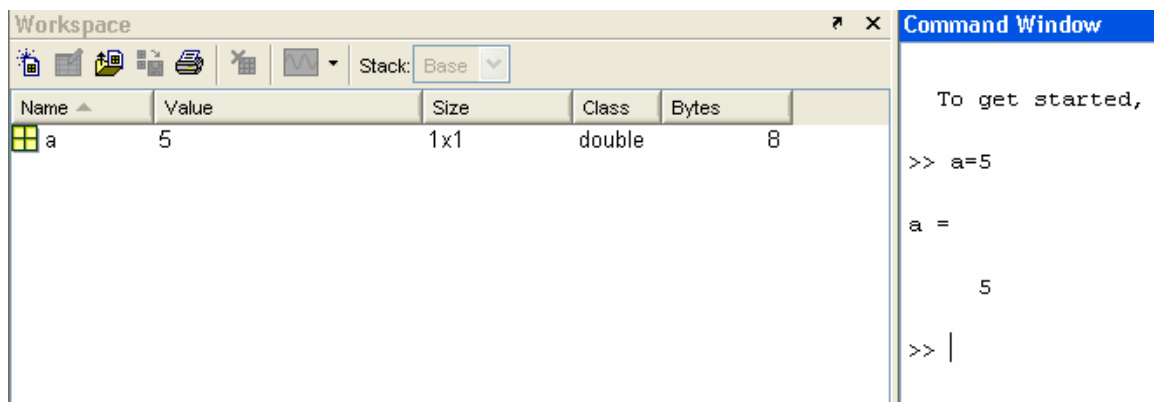 Workspace
Stack: Base
Name Value Size Class Bytes
a 5 1x1 double 8
Command Window
To get started,
>> a=5
a =
5
>>